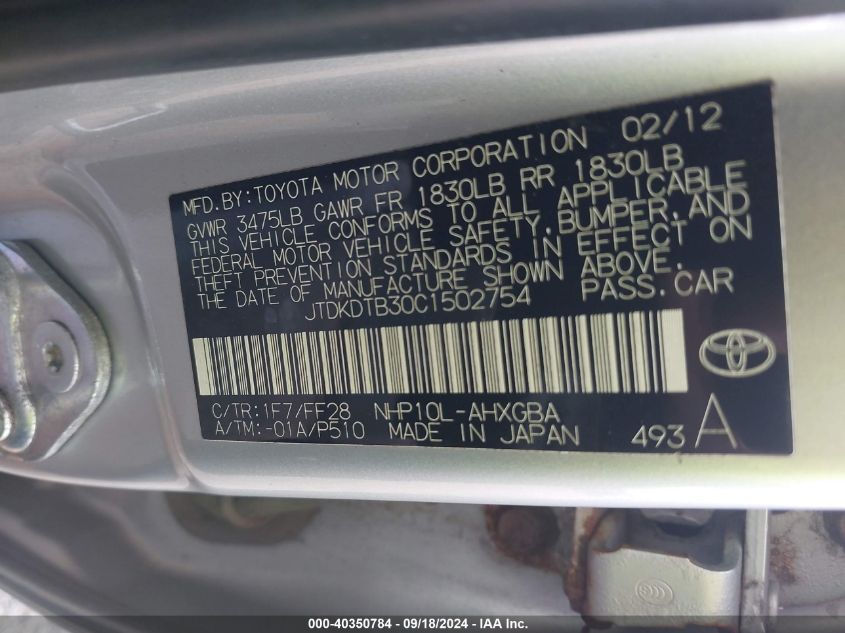 MFD.BY:TOYOTA MOTOR CORPORATION 02/12
GVWR 3475LB GAWR FR 1830LB RR 1830LB
THIS VEHICLE CONFORMS TO ALL APPLICABLE
FEDERAL MOTOR VEHICLE SAFETY,BUMPER,AND
THEFT PREVENTION STANDARDS IN EFFECT ON
THE DATE OF MANUFACTURE SHOWN ABOVE.
JTDKDTB30C1502754 PASS.CAR
C/TR:1F7/FF28 NHP10L-AHXGBA
A/TM:-01A/P510 MADE IN JAPAN 493 A
000-40350784 - 09/18/2024 - IAA Inc.